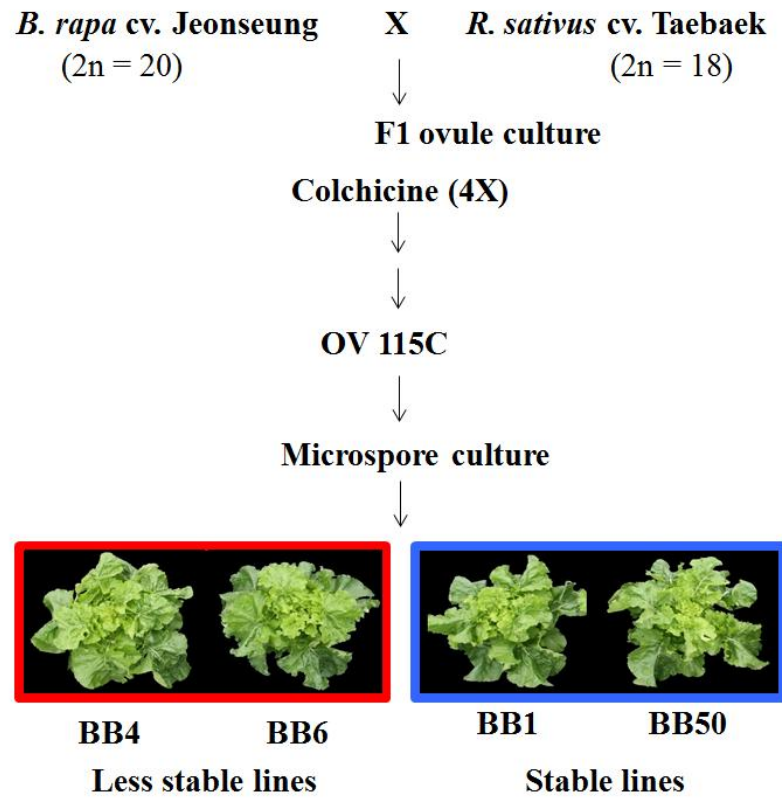 B. rapa cv. Jeonseung X R. sativus cv. Taebaek
(2n = 20) (2n = 18)
F1 ovule culture
Colchicine (4X)
OV 115C
Microspore culture
BB4 BB6 BB1 BB50
Less stable lines Stable lines